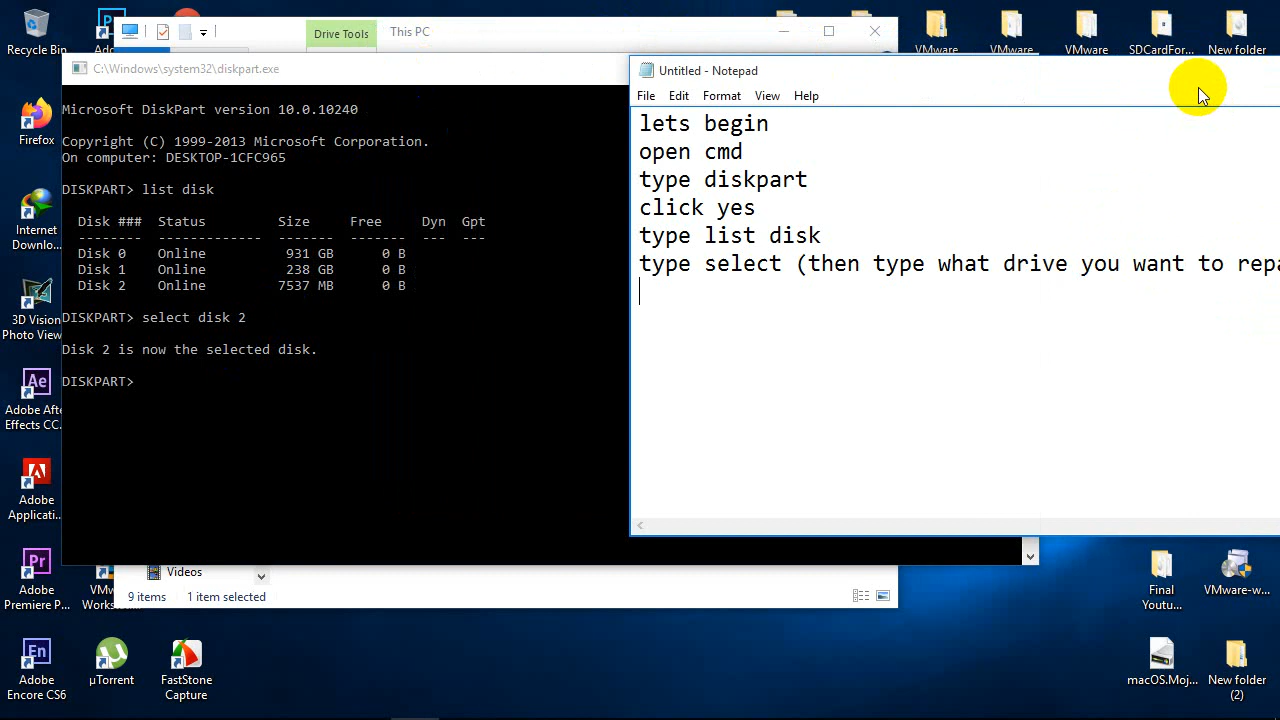 Recycle Bin
Firefox
Internet
Downlo...
3D Vision
Photo View...
Adobe Aft
Effects CC.
Adobe
Applicati..
Adobe
Premiere P...
Adobe
Encore CS6
µTorrent
FastStone
Capture
Drive Tools
This PC
C:\Windows\system32\diskpart.exe
Microsoft DiskPart version 10.0.10240
Copyright (C) 1999-2013 Microsoft Corporation.
On computer: DESKTOP-1CFC965
DISKPART> list disk
Disk ### Status Size Free Dyn Gpt
-------- ------------- ------- ------- --- ---
Disk 0 Online 931 GB 0 B
Disk 1 Online 238 GB 0 B
Disk 2 Online 7537 MB 0 B
DISKPART> select disk 2
Disk 2 is now the selected disk.
DISKPART>
Untitled - Notepad
File Edit Format View Help
lets begin
open cmd
type diskpart
click yes
type list disk
type select (then type what drive you want to repa
Videos
9 items 1 item selected
VMware
VMware
VMware
SDCardFor...
New folder
Final
Youtu...
VMware-w...
macOS.Moj...
New folder
(2)